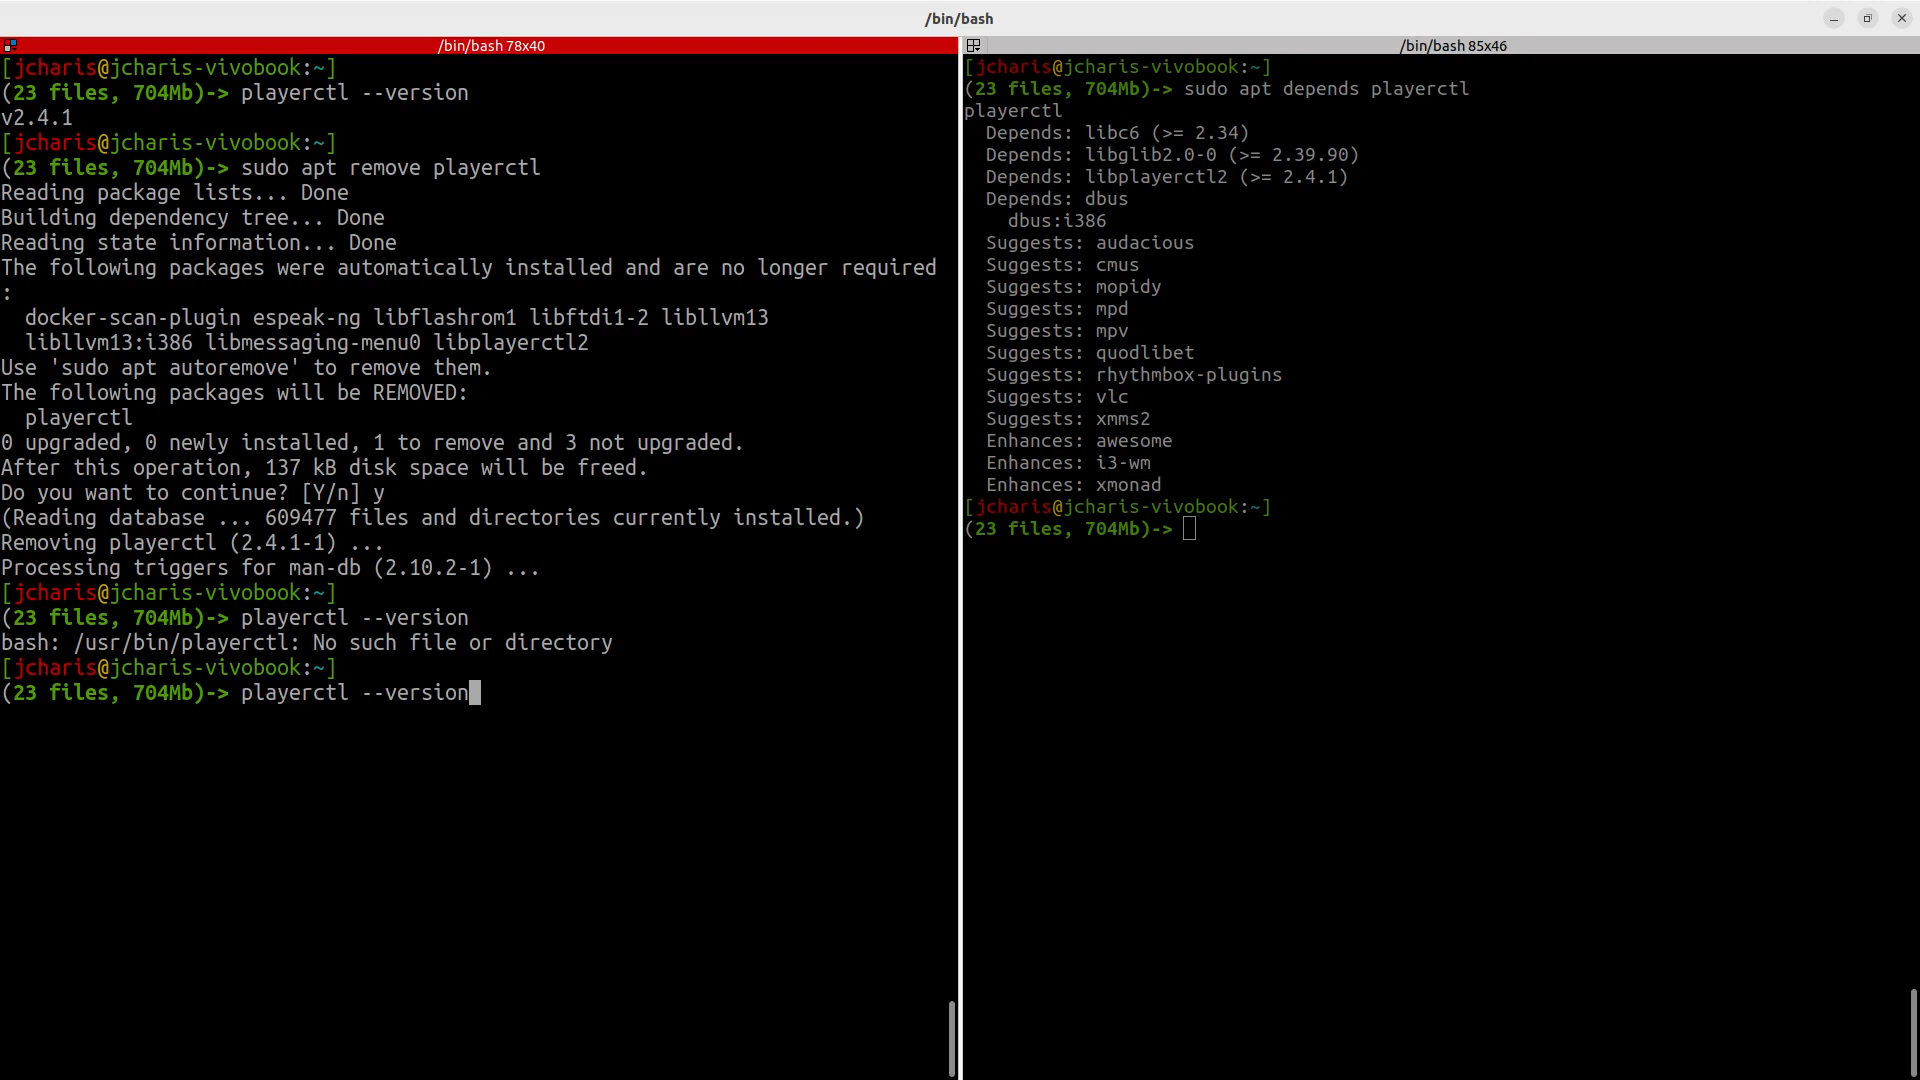 /bin/bash
/bin/bash 78x40
[jcharis@jcharis-vivobook:~]
(23 files, 704Mb)-> playerctl --version
v2.4.1
[jcharis@jcharis-vivobook:~]
(23 files, 704Mb)-> sudo apt remove playerctl
Reading package lists... Done
Building dependency tree... Done
Reading state information... Done
The following packages were automatically installed and are no longer required
:
  docker-scan-plugin espeak-ng libflashrom1 libftdi1-2 libllvm13
  libllvm13:i386 libmessaging-menu0 libplayerctl2
Use 'sudo apt autoremove' to remove them.
The following packages will be REMOVED:
  playerctl
0 upgraded, 0 newly installed, 1 to remove and 3 not upgraded.
After this operation, 137 kB disk space will be freed.
Do you want to continue? [Y/n] y
(Reading database ... 609477 files and directories currently installed.)
Removing playerctl (2.4.1-1) ...
Processing triggers for man-db (2.10.2-1) ...
[jcharis@jcharis-vivobook:~]
(23 files, 704Mb)-> playerctl --version
bash: /usr/bin/playerctl: No such file or directory
[jcharis@jcharis-vivobook:~]
(23 files, 704Mb)-> playerctl --version
/bin/bash 85x46
[jcharis@jcharis-vivobook:~]
(23 files, 704Mb)-> sudo apt depends playerctl
playerctl
  Depends: libc6 (>= 2.34)
  Depends: libglib2.0-0 (>= 2.39.90)
  Depends: libplayerctl2 (>= 2.4.1)
  Depends: dbus
    dbus:i386
  Suggests: audacious
  Suggests: cmus
  Suggests: mopidy
  Suggests: mpd
  Suggests: mpv
  Suggests: quodlibet
  Suggests: rhythmbox-plugins
  Suggests: vlc
  Suggests: xmms2
  Enhances: awesome
  Enhances: i3-wm
  Enhances: xmonad
[jcharis@jcharis-vivobook:~]
(23 files, 704Mb)->